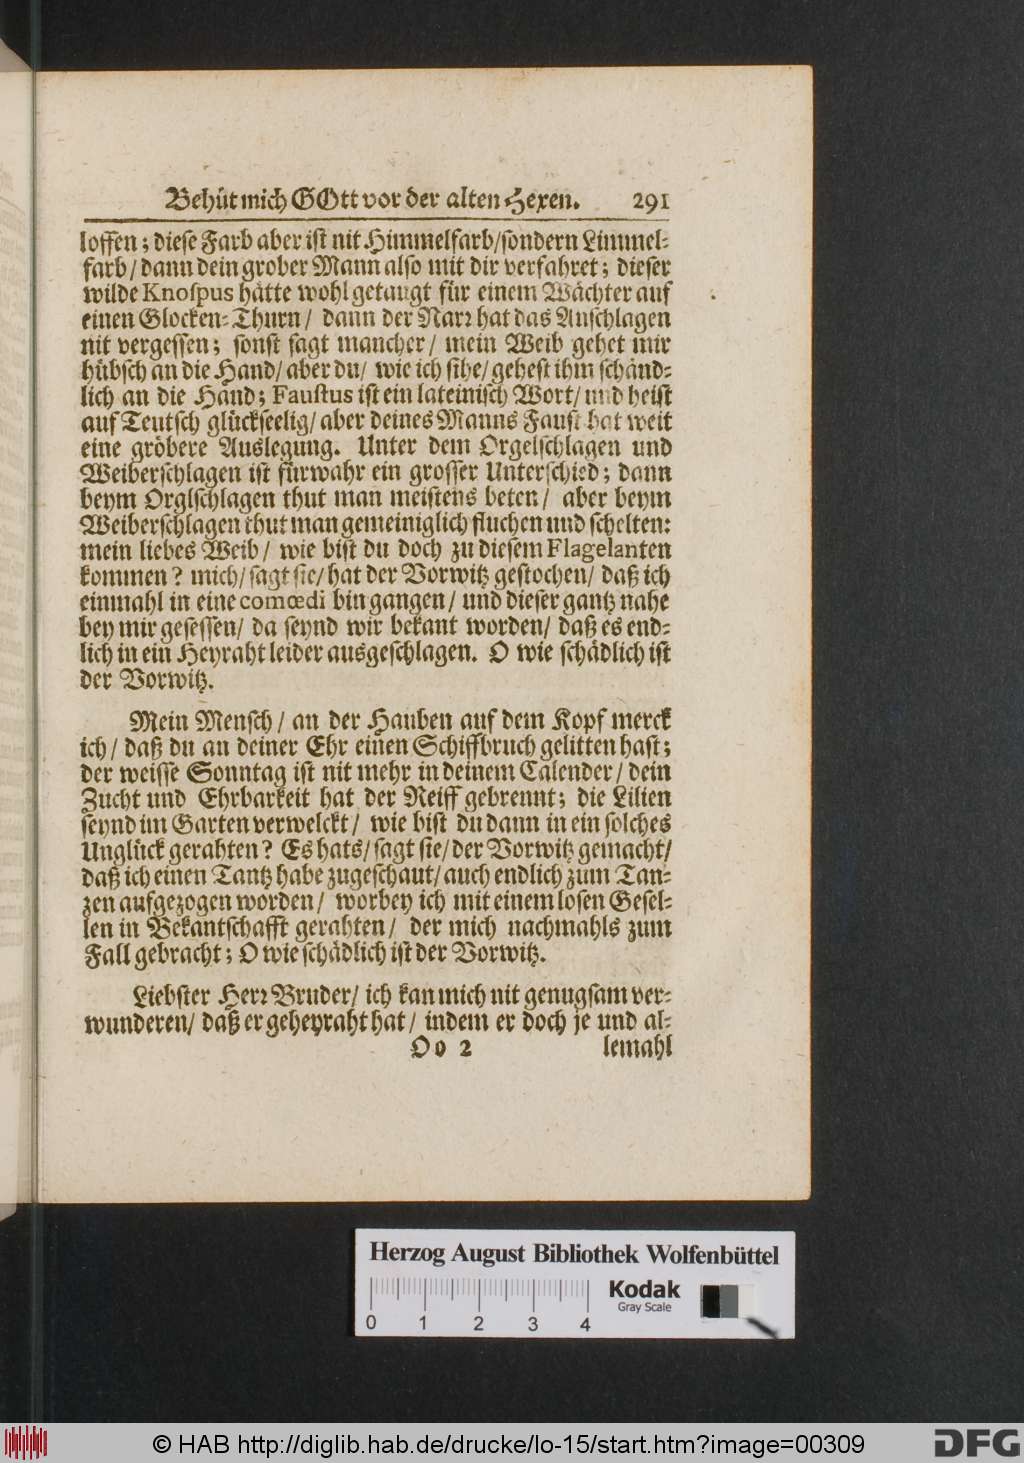 Behüt mich GOtt vor der alten Hexen. 291
loffen; diese Farb aber ist nit Himmelfarb/sondern Limmel-
farb/ dann dein grober Mann also mit dir verfahret; dieser
wilde Knospus hätte wohl getaugt für einem Wächter auf
einen Glocken-Thurn/ dann der Narr hat das Anschlagen
nit vergessen; sonst sagt mancher/ mein Weib gehet mir
hübsch an die Hand/ aber du/ wie ich sihe/ gehest ihm schänd-
lich an die Hand; Faustus ist ein lateinisch Wort/ und heist
auf Teutsch glückseelig/ aber deines Manns Faust hat weit
eine gröbere Auslegung. Unter dem Orgelschlagen und
Weiberschlagen ist fürwahr ein grosser Unterschied; dann
beym Orglschlagen thut man meistens beten/ aber beym
Weiberschlagen thut man gemeiniglich fluchen und schelten:
mein liebes Weib/ wie bist du doch zu diesem Flagelanten
kommen? mich/ sagt sie/ hat der Vorwitz gestochen/ daß ich
einmahl in eine comœdi bin gangen/ und dieser gantz nahe
bey mir gesessen/ da seynd wir bekant worden/ daß es end-
lich in ein Heyraht leider ausgeschlagen. O wie schädlich ist
der Vorwitz.
Mein Mensch/ an der Hauben auf dem Kopf merck
ich/ daß du an deiner Ehr einen Schiffbruch gelitten hast;
der weisse Sonntag ist nit mehr in deinem Calender/ dein
Zucht und Ehrbarkeit hat der Reiff gebrennt; die Lilien
seynd im Garten verwelckt/ wie bist du dann in ein solches
Unglück gerahten? Es hats/ sagt sie/ der Vorwitz gemacht/
daß ich einen Tantz habe zugeschaut/ auch endlich zum Tan-
zen aufgezogen worden/ worbey ich mit einem losen Gesel-
len in Bekantschafft gerahten/ der mich nachmahls zum
Fall gebracht; O wie schädlich ist der Vorwitz.
Liebster Herr Bruder/ ich kan mich nit genugsam ver-
wunderen/ daß er geheyraht hat/ indem er doch je und al-
Oo 2 lemahl
Herzog August Bibliothek Wolfenbüttel
Kodak
Gray Scale
0 1 2 3 4
© HAB http://diglib.hab.de/drucke/lo-15/start.htm?image=00309
DFG